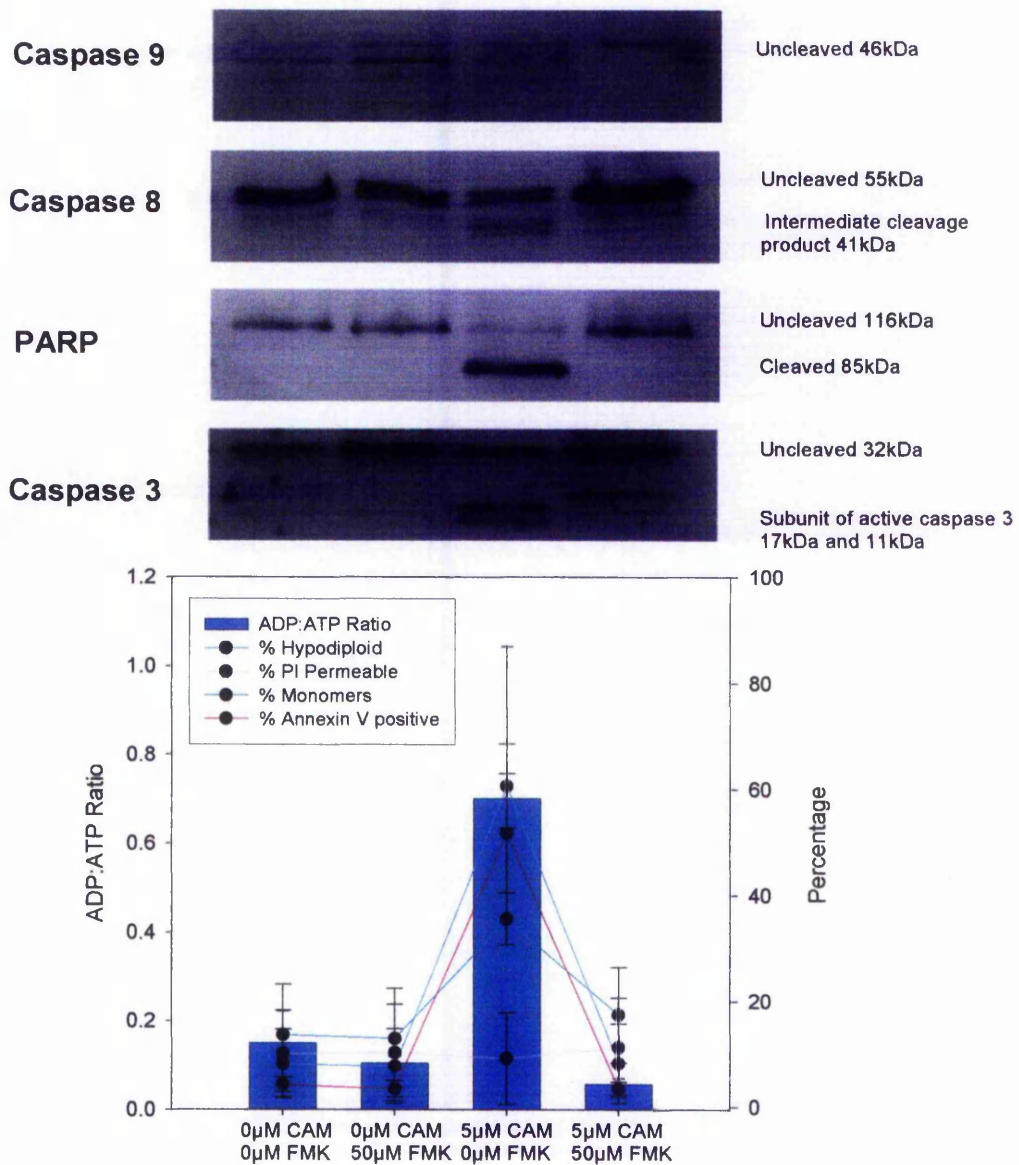 Caspase 9
Uncleaved 46kDa
Caspase 8
Uncleaved 55kDa
Intermediate cleavage
product 41kDa
PARP
Uncleaved 116kDa
Cleaved 85kDa
Caspase 3
Uncleaved 32kDa
Subunit of active caspase 3
17kDa and 11kDa
1.2
1.0
0.8
0.6
0.4
0.2
0.0
ADP:ATP Ratio
ADP:ATP Ratio
% Hypodiploid
% PI Permeable
% Monomers
% Annexin V positive
100
80
60
40
20
0
Percentage
0µM CAM
0µM FMK
0µM CAM
50µM FMK
5µM CAM
0µM FMK
5µM CAM
50µM FMK